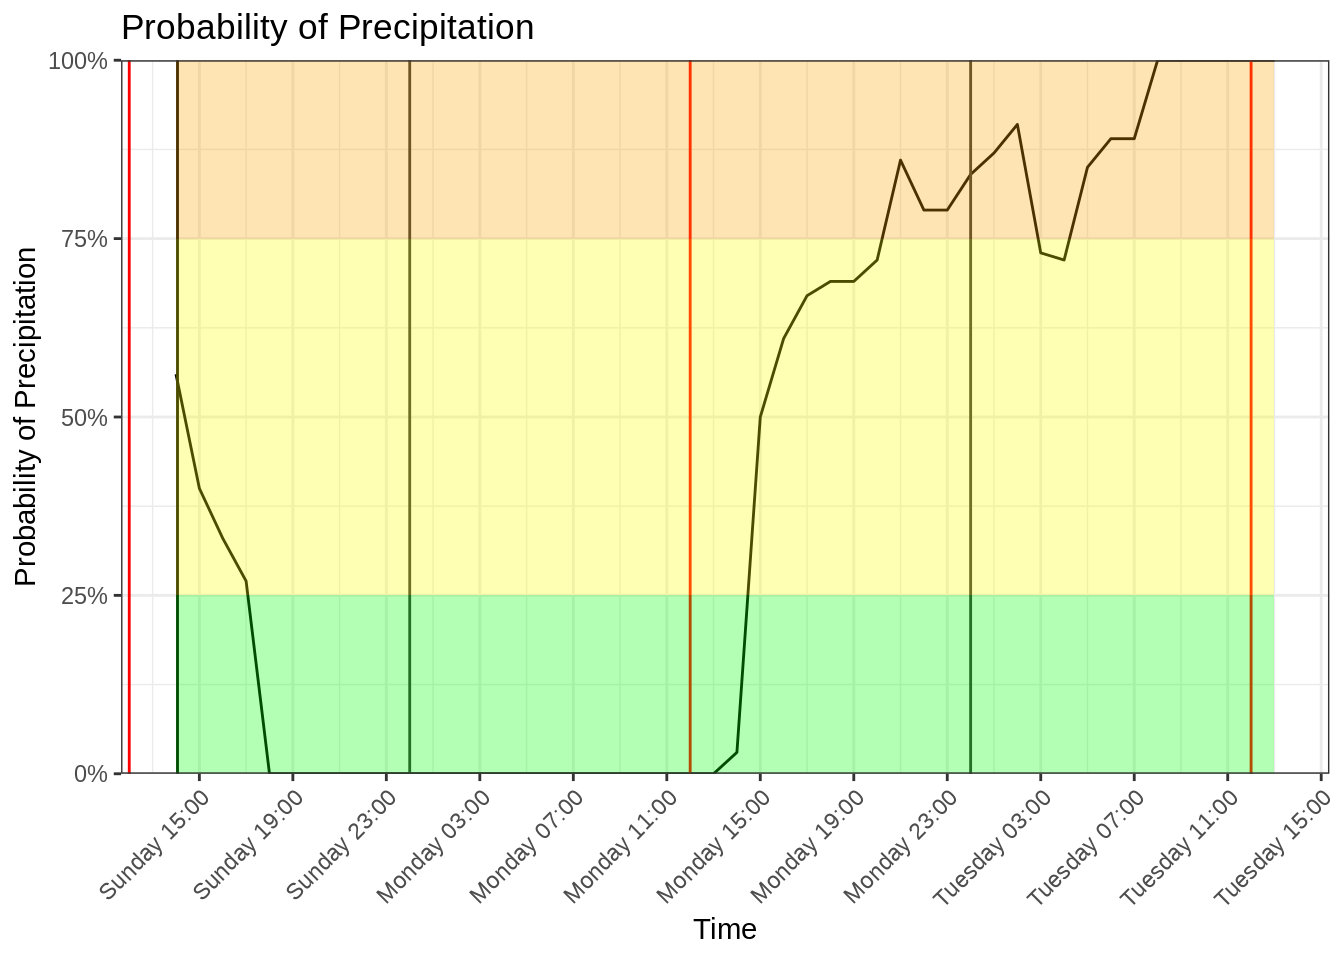 Probability of Precipitation
Probability of Precipitation
100%
75%
50%
25%
0%
Sunday 15:00
Sunday 19:00
Sunday 23:00
Monday 03:00
Monday 07:00
Monday 11:00
Monday 15:00
Monday 19:00
Monday 23:00
Tuesday 03:00
Tuesday 07:00
Tuesday 11:00
Tuesday 15:00
Time